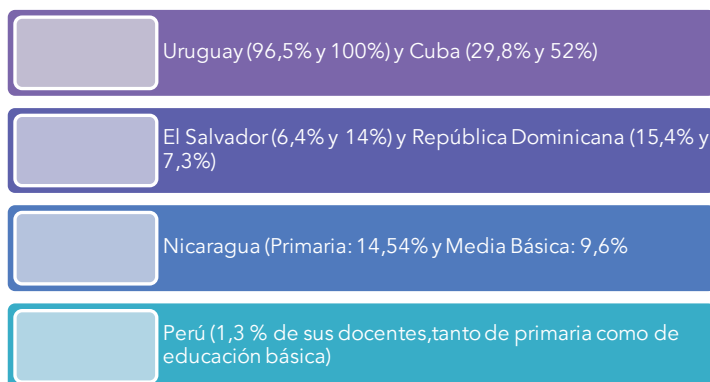 Uruguay (96,5% y 100%) y Cuba (29,8% y 52%)
El Salvador (6,4% y 14%) y República Dominicana (15,4% y
7,3%)
Nicaragua (Primaria: 14,54% y Media Básica: 9,6%
Perú (1,3 % de sus docentes,tanto de primaria como de
educación básica)